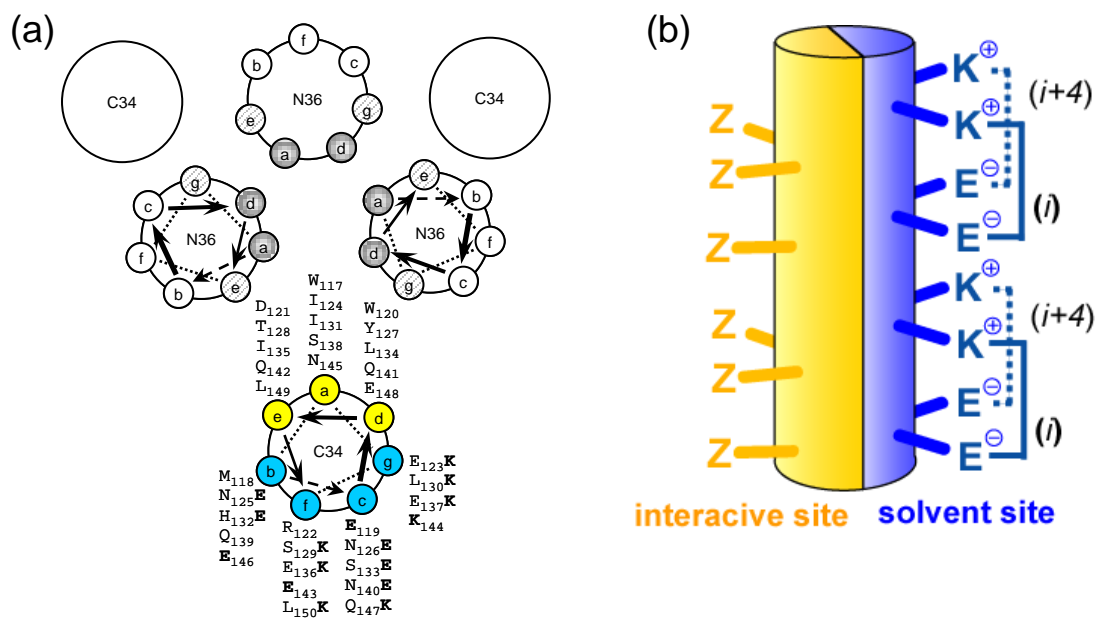 (a)
(b)
C34
N36
C34
f
b
c
e
g
a
d
N36
g
c
d
a
f
b
e
N36
e
a
b
d
f
g
c
D121
T128
I135
Q142
L149
W117
I124
I131
S138
N145
W120
Y127
L134
Q141
E148
C34
a
e
d
b
g
f
c
M118
N125E
H132E
Q139
E146
R122
S129K
E136K
E143
L150K
E119
N126E
S133E
N140E
Q147K
E123K
L130K
E137K
K144
Z
Z
Z
Z
Z
Z
K⊕
K⊕
E⊖
E⊖
K⊕
K⊕
E⊖
E⊖
(i+4)
(i)
(i+4)
(i)
interacive site
solvent site